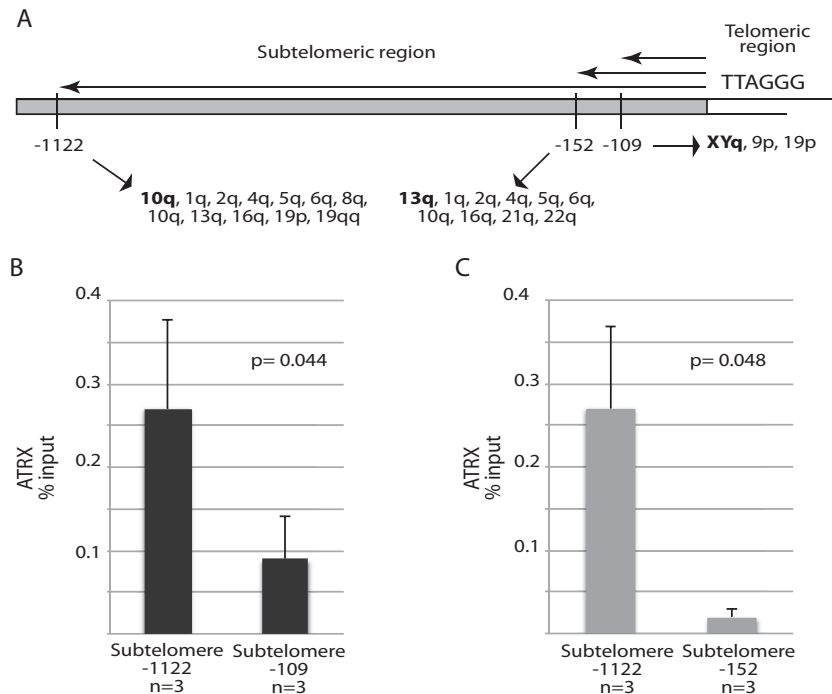 A
Subtelomeric region
Telomeric
region
TTAGGG
-1122
-152 -109
XYq, 9p, 19p
10q, 1q, 2q, 4q, 5q, 6q, 8q,
10q, 13q, 16q, 19p, 19qq
13q, 1q, 2q, 4q, 5q, 6q,
10q, 16q, 21q, 22q
B
0.4
0.3
0.2
0.1
ATRX
% input
p= 0.044
Subtelomere
-1122
n=3
Subtelomere
-109
n=3
C
0.4
0.3
0.2
0.1
ATRX
% input
p= 0.048
Subtelomere
-1122
n=3
Subtelomere
-152
n=3